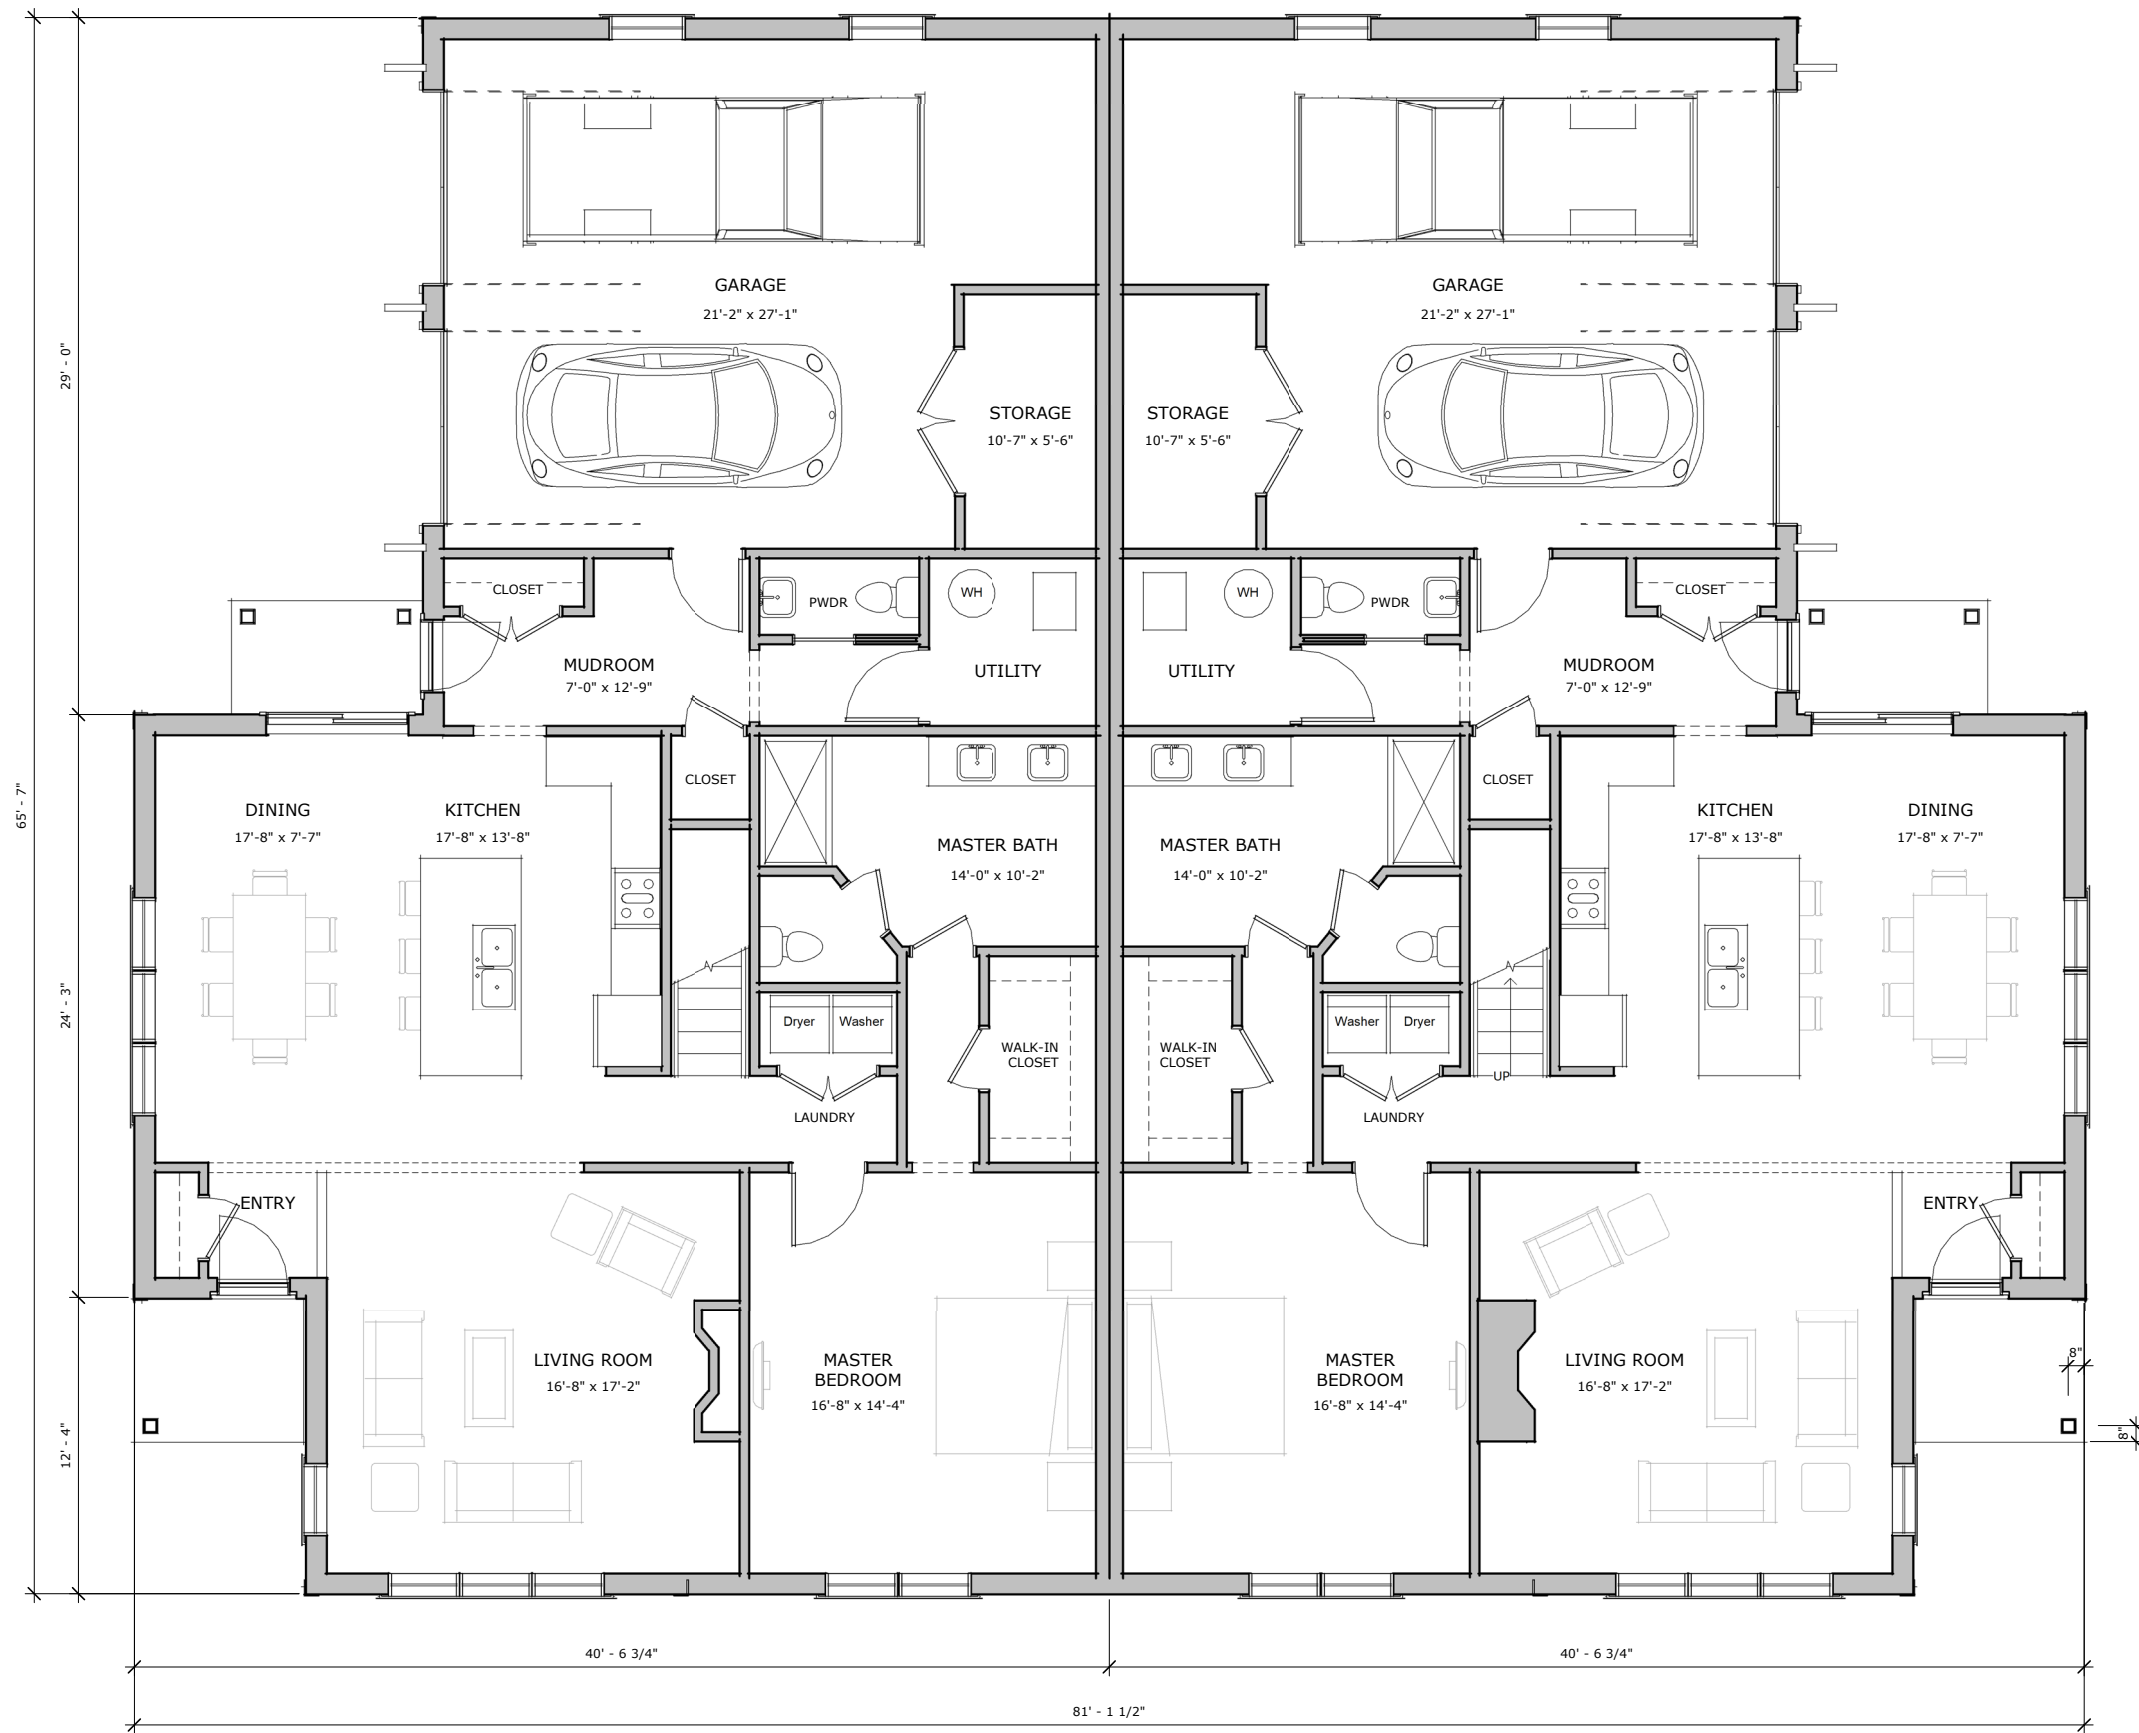 GARAGE
21'-2" x 27'-1"
GARAGE
21'-2" x 27'-1"
29' - 0"
STORAGE
10'-7" x 5'-6"
STORAGE
10'-7" x 5'-6"
CLOSET
PWDR
WH
WH
PWDR
CLOSET
MUDROOM
7'-0" x 12'-9"
UTILITY
UTILITY
MUDROOM
7'-0" x 12'-9"
65' - 7"
CLOSET
CLOSET
DINING
17'-8" x 7'-7"
KITCHEN
17'-8" x 13'-8"
MASTER BATH
14'-0" x 10'-2"
MASTER BATH
14'-0" x 10'-2"
KITCHEN
17'-8" x 13'-8"
DINING
17'-8" x 7'-7"
24' - 3"
Dryer
Washer
Washer
Dryer
WALK-IN
CLOSET
WALK-IN
CLOSET
UP
LAUNDRY
LAUNDRY
ENTRY
ENTRY
LIVING ROOM
16'-8" x 17'-2"
MASTER
BEDROOM
16'-8" x 14'-4"
MASTER
BEDROOM
16'-8" x 14'-4"
LIVING ROOM
16'-8" x 17'-2"
8"
8"
12' - 4"
40' - 6 3/4"
40' - 6 3/4"
81' - 1 1/2"